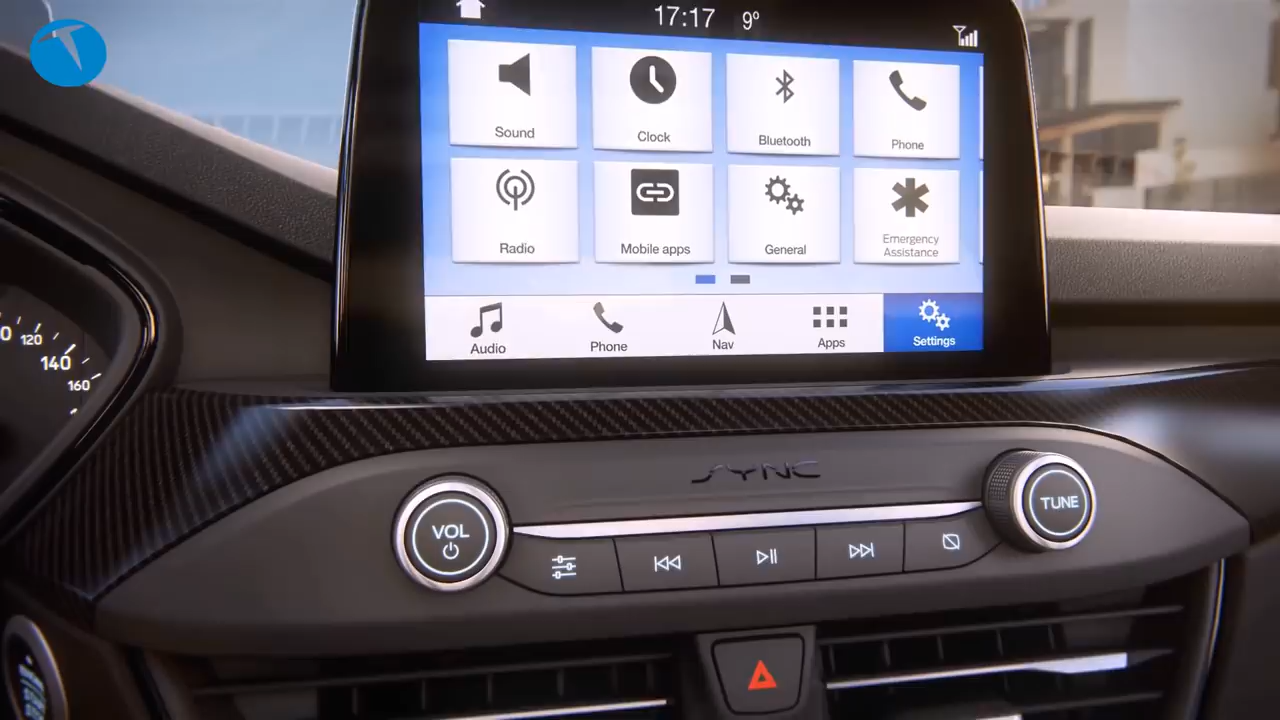 17:17 9°
Sound
Clock
Bluetooth
Phone
Radio
Mobile apps
General
Emergency
Assistance
Audio
Phone
Nav
Apps
Settings
120
140
160
SYNC
VOL
TUNE